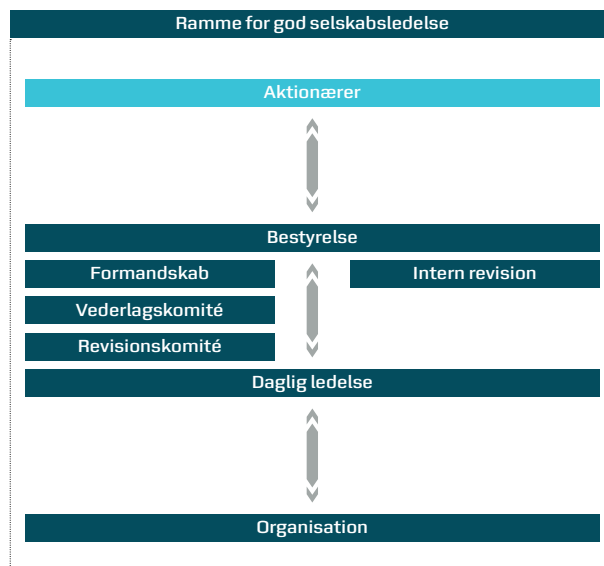 Ramme for god selskabsledelse
Aktionærer
Bestyrelse
Formandskab
Intern revision
Vederlagskomité
Revisionskomité
Daglig ledelse
Organisation